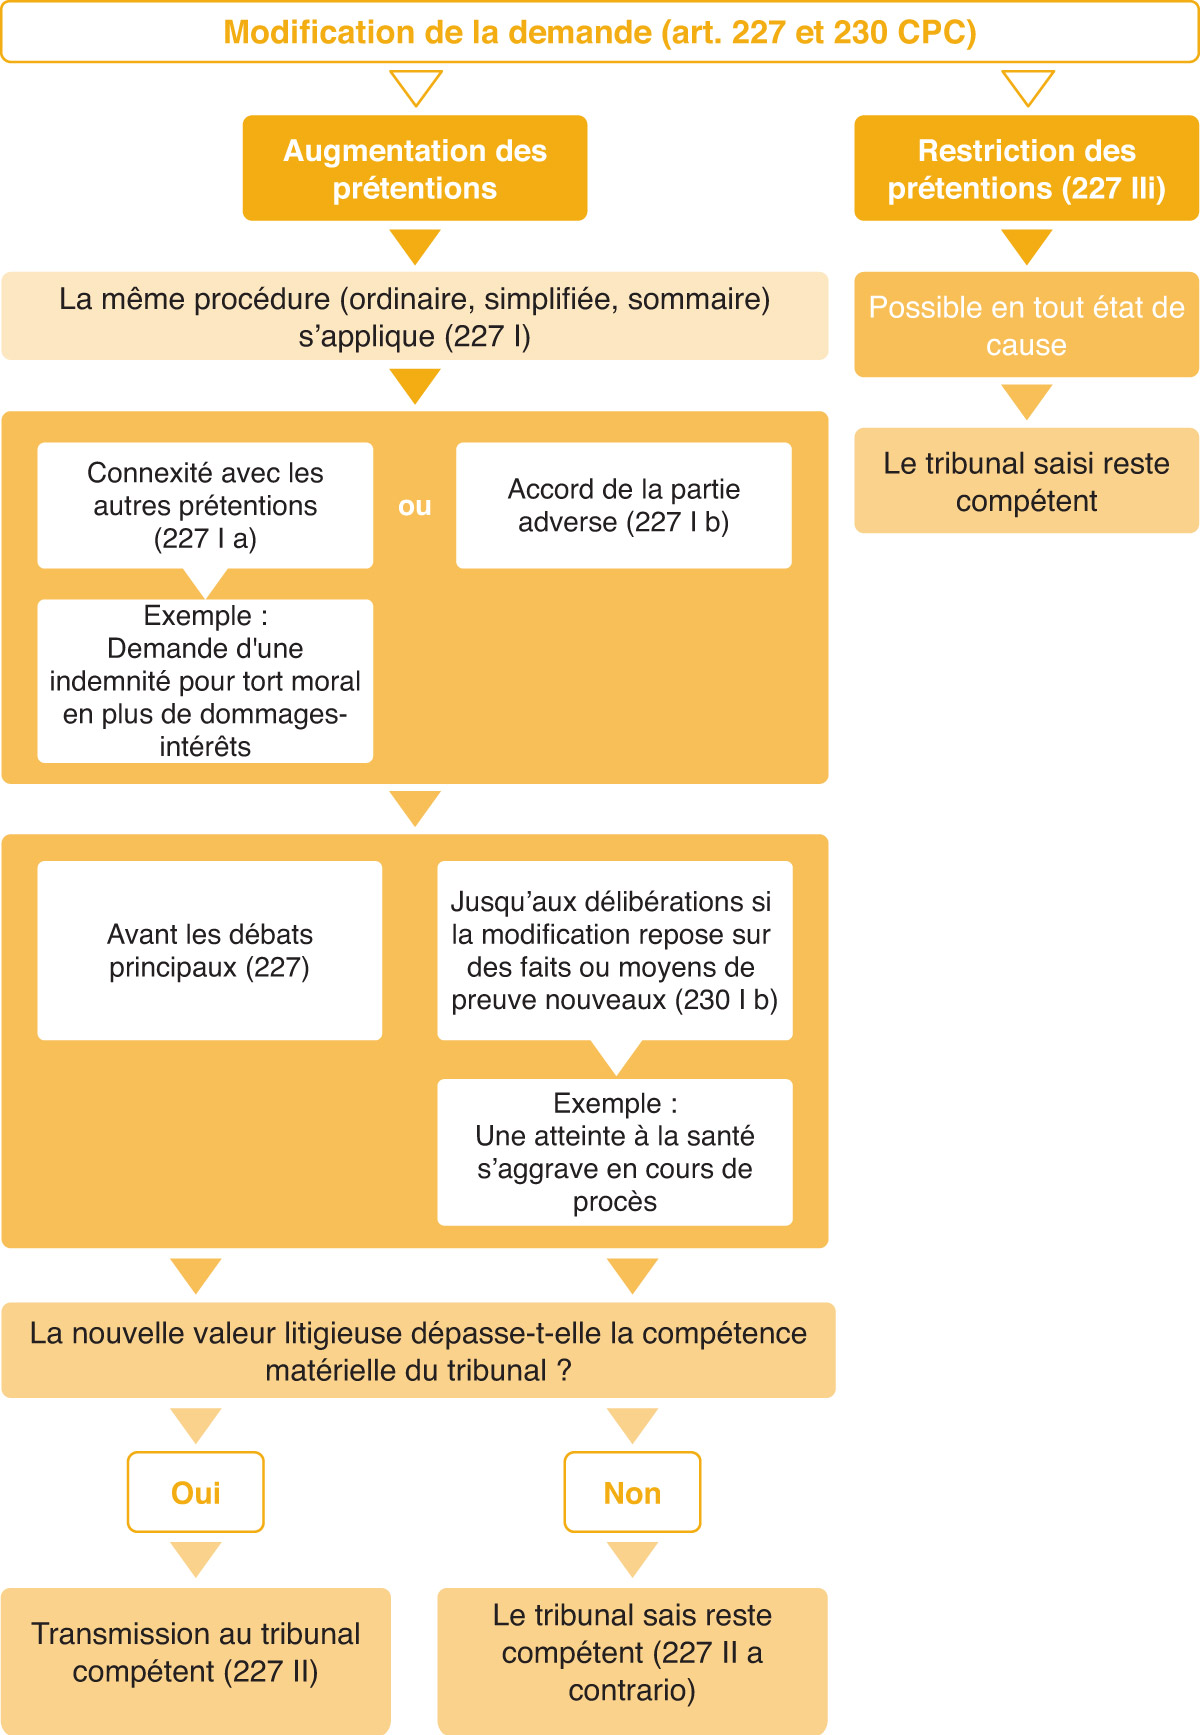 Modification de la demande (art. 227 et 230 CPC)
Augmentation des
prétentions
La même procédure (ordinaire, simplifiée, sommaire)
s’applique (227 I)
Connexité avec les
autres prétentions
(227 I a)
ou
Accord de la partie
adverse (227 I b)
Exemple :
Demande d'une
indemnité pour tort moral
en plus de dommages-
intérêts
Avant les débats
principaux (227)
Jusqu’aux délibérations si
la modification repose sur
des faits ou moyens de
preuve nouveaux (230 I b)
Exemple :
Une atteinte à la santé
s’aggrave en cours de
procès
La nouvelle valeur litigieuse dépasse-t-elle la compétence
matérielle du tribunal ?
Oui
Transmission au tribunal
compétent (227 II)
Non
Le tribunal sais reste
compétent (227 II a
contrario)
Restriction des
prétentions (227 IIi)
Possible en tout état de
cause
Le tribunal saisi reste
compétent